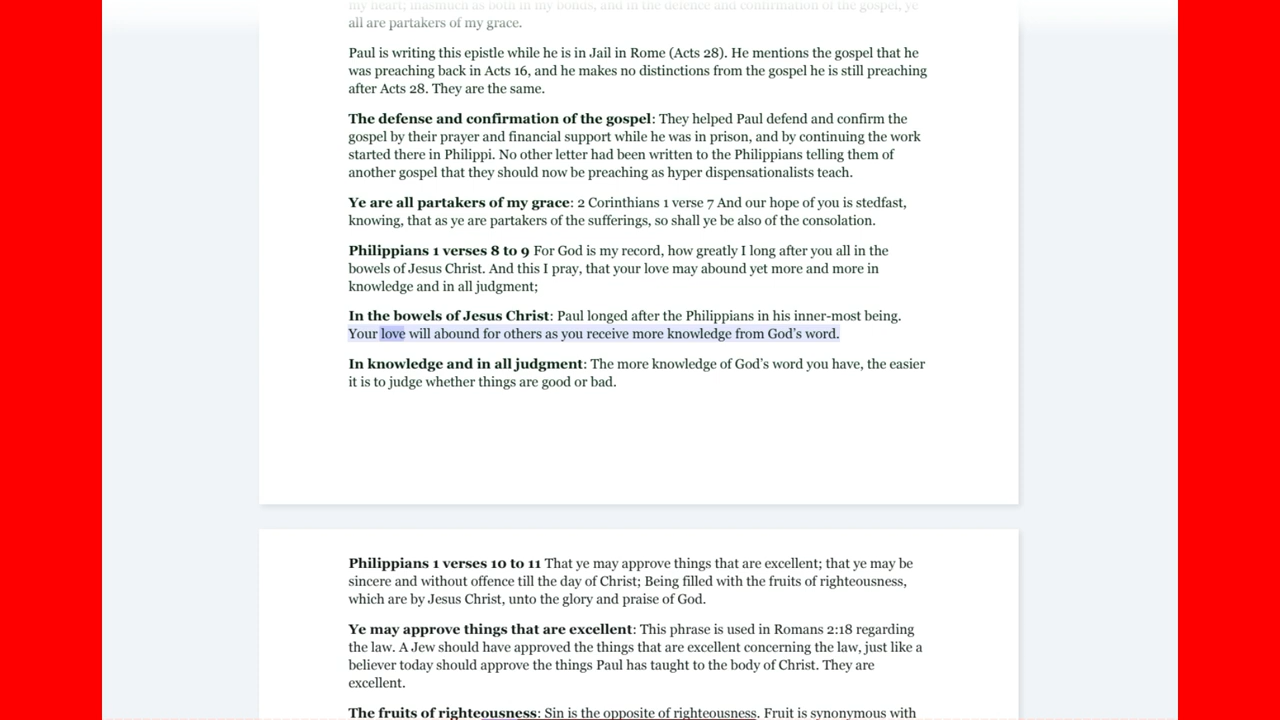 my heart; inasmuch as both in my bonds, and in the defence and confirmation of the gospel, ye
all are partakers of my grace.
Paul is writing this epistle while he is in Jail in Rome (Acts 28). He mentions the gospel that he
was preaching back in Acts 16, and he makes no distinctions from the gospel he is still preaching
after Acts 28. They are the same.
The defense and confirmation of the gospel: They helped Paul defend and confirm the
gospel by their prayer and financial support while he was in prison, and by continuing the work
started there in Philippi. No other letter had been written to the Philippians telling them of
another gospel that they should now be preaching as hyper dispensationalists teach.
Ye are all partakers of my grace: 2 Corinthians 1 verse 7 And our hope of you is stedfast,
knowing, that as ye are partakers of the sufferings, so shall ye be also of the consolation.
Philippians 1 verses 8 to 9 For God is my record, how greatly I long after you all in the
bowels of Jesus Christ. And this I pray, that your love may abound yet more and more in
knowledge and in all judgment;
In the bowels of Jesus Christ: Paul longed after the Philippians in his inner-most being.
Your love will abound for others as you receive more knowledge from God's word.
In knowledge and in all judgment: The more knowledge of God's word you have, the easier
it is to judge whether things are good or bad.
Philippians 1 verses 10 to 11 That ye may approve things that are excellent; that ye may be
sincere and without offence till the day of Christ; Being filled with the fruits of righteousness,
which are by Jesus Christ, unto the glory and praise of God.
Ye may approve things that are excellent: This phrase is used in Romans 2:18 regarding
the law. A Jew should have approved the things that are excellent concerning the law, just like a
believer today should approve the things Paul has taught to the body of Christ. They are
excellent.
The fruits of righteousness: Sin is the opposite of righteousness. Fruit is synonymous with